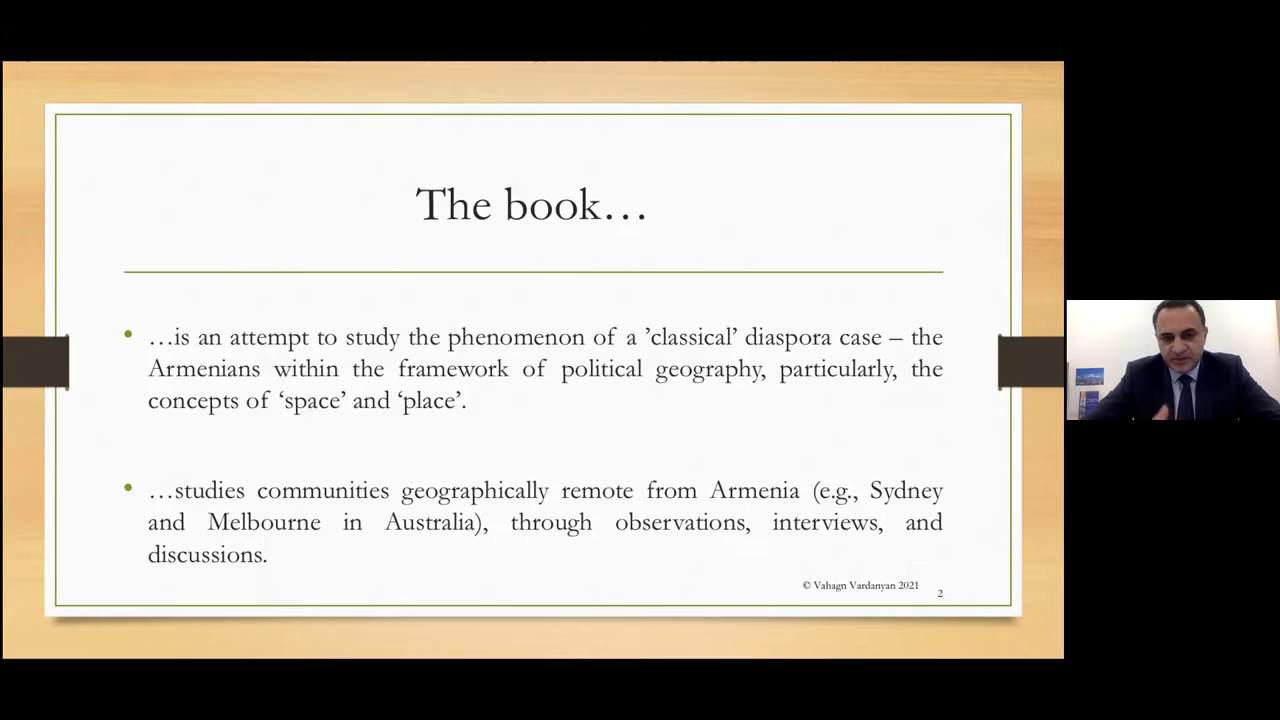 The book…
• …is an attempt to study the phenomenon of a ’classical’ diaspora case – the
Armenians within the framework of political geography, particularly, the
concepts of ‘space’ and ‘place’.
• …studies communities geographically remote from Armenia (e.g., Sydney
and Melbourne in Australia), through observations, interviews, and
discussions.
© Vahagn Vardanyan 2021
2